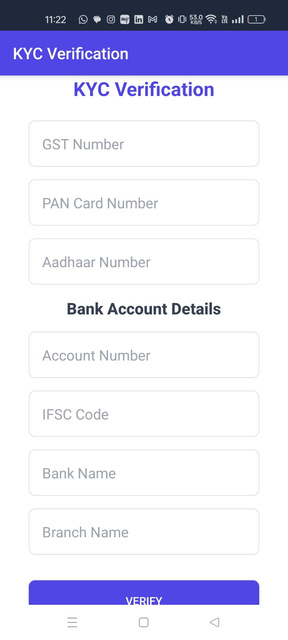 11:22
KYC Verification
KYC Verification
GST Number
PAN Card Number
Aadhaar Number
Bank Account Details
Account Number
IFSC Code
Bank Name
Branch Name
VERIFY